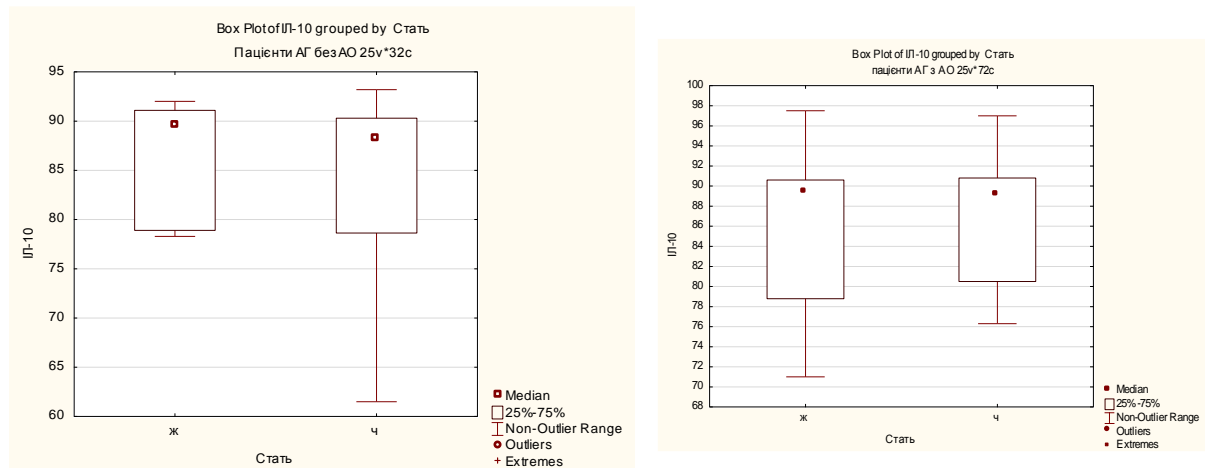 Box Plot of ІЛ-10 grouped by Стать
Пацієнти АГ без АО 25v*32c
95
90
85
80
75
70
65
60
ІЛ-10
ж
ч
Стать
Median
25%-75%
Non-Outlier Range
Outliers
Extremes
Box Plot of ІЛ-10 grouped by Стать
пацієнти АГ з АО 25v*72c
100
98
96
94
92
90
88
86
84
82
80
78
76
74
72
70
68
ІЛ-10
ж
ч
Стать
Median
25%-75%
Non-Outlier Range
Outliers
Extremes